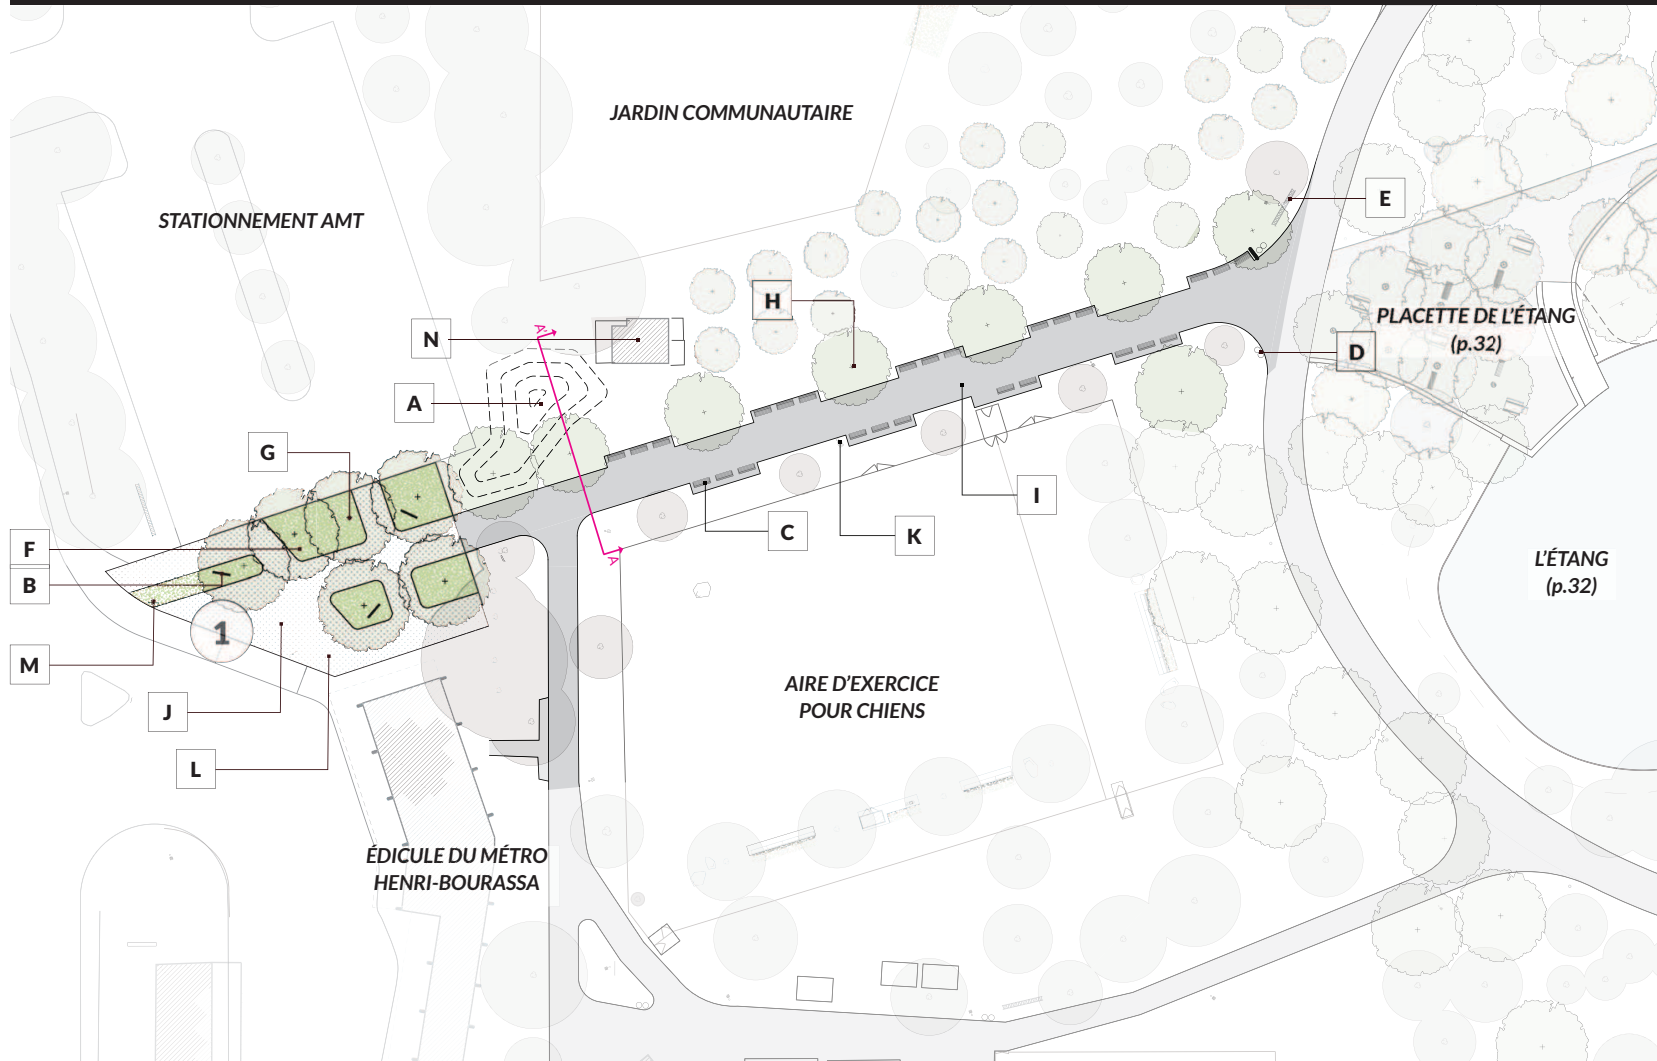 JARDIN COMMUNAUTAIRE
STATIONNEMENT AMT
E
H
PLACETTE DE L'ÉTANG
(p.32)
A'
N
D
A
G
I
C
K
A
F
B
L'ÉTANG
(p.32)
1
M
J
AIRE D'EXERCICE
POUR CHIENS
L
ÉDICULE DU MÉTRO
HENRI-BOURASSA